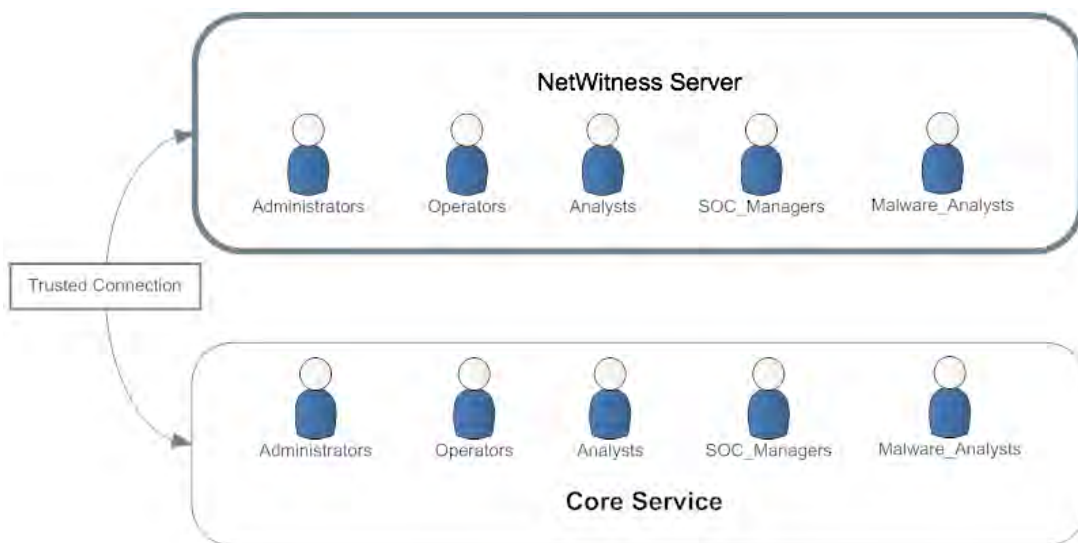 NetWitness Server
Administrators Operators Analysts SOC_Managers Malware_Analysts
Trusted Connection
Administrators Operators Analysts SOC_Managers Malware_Analysts
Core Service